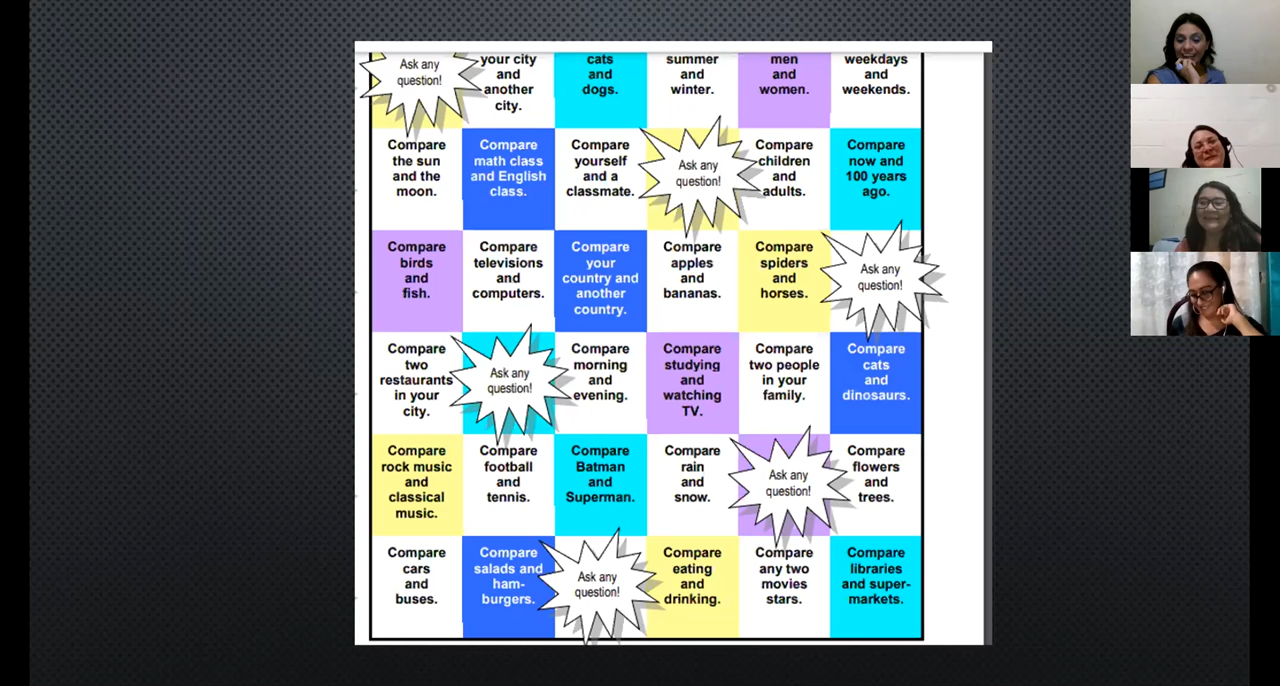 Ask any
question!
your city
and
another
city.
cats
and
dogs.
summer
and
winter.
men
and
women.
weekdays
and
weekends.
Compare
the sun
and the
moon.
Compare
math class
and English
class.
Compare
yourself
and a
classmate.
Ask any
question!
Compare
children
and
adults.
Compare
now and
100 years
ago.
Compare
birds
and
fish.
Compare
televisions
and
computers.
Compare
your
country and
another
country.
Compare
apples
and
bananas.
Compare
spiders
and
horses.
Ask any
question!
Compare
two
restaurants
in your
city.
Ask any
question!
Compare
morning
and
evening.
Compare
studying
and
watching
TV.
Compare
two people
in your
family.
Compare
cats
and
dinosaurs.
Compare
rock music
and
classical
music.
Compare
football
and
tennis.
Compare
Batman
and
Superman.
Compare
rain
and
snow.
Ask any
question!
Compare
flowers
and
trees.
Compare
cars
and
buses.
Compare
salads and
ham-
burgers.
Ask any
question!
Compare
eating
and
drinking.
Compare
any two
movies
stars.
Compare
libraries
and super-
markets.